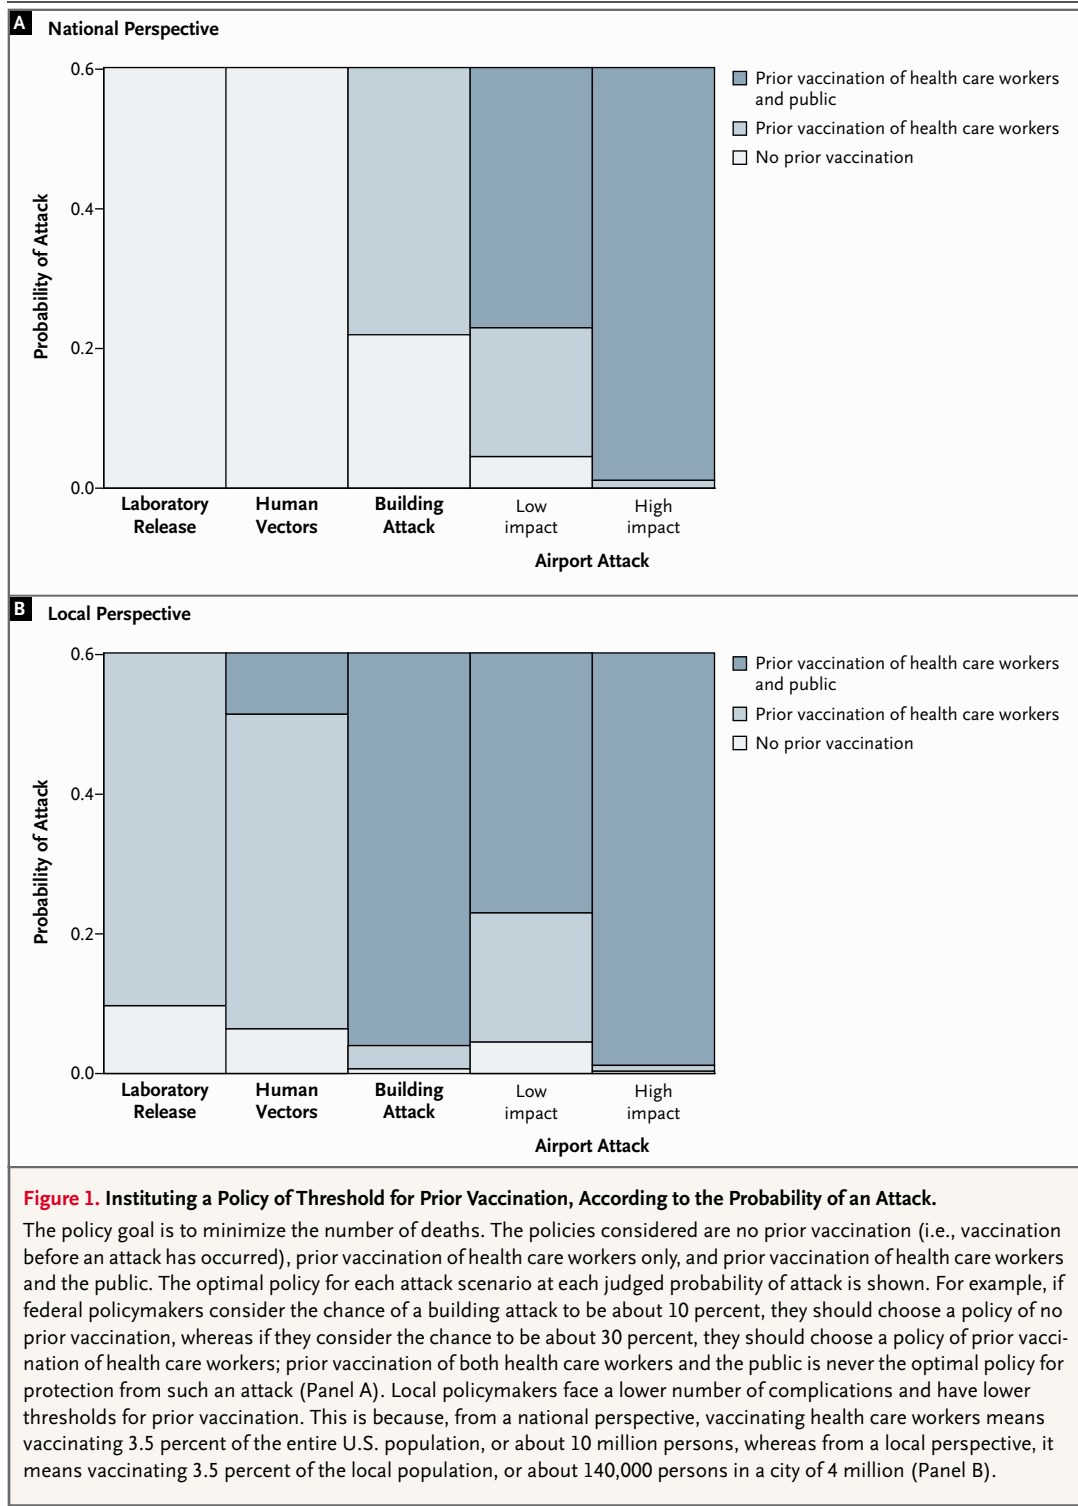 A National Perspective
0.6
0.4
0.2
0.0
Probability of Attack
Prior vaccination of health care workers
and public
Prior vaccination of health care workers
No prior vaccination
Laboratory
Release
Human
Vectors
Building
Attack
Low
impact
High
impact
Airport Attack
B Local Perspective
0.6
0.4
0.2
0.0
Probability of Attack
Prior vaccination of health care workers
and public
Prior vaccination of health care workers
No prior vaccination
Laboratory
Release
Human
Vectors
Building
Attack
Low
impact
High
impact
Airport Attack
Figure 1. Instituting a Policy of Threshold for Prior Vaccination, According to the Probability of an Attack.
The policy goal is to minimize the number of deaths. The policies considered are no prior vaccination (i.e., vaccination
before an attack has occurred), prior vaccination of health care workers only, and prior vaccination of health care workers
and the public. The optimal policy for each attack scenario at each judged probability of attack is shown. For example, if
federal policymakers consider the chance of a building attack to be about 10 percent, they should choose a policy of no
prior vaccination, whereas if they consider the chance to be about 30 percent, they should choose a policy of prior vacci-
nation of health care workers; prior vaccination of both health care workers and the public is never the optimal policy for
protection from such an attack (Panel A). Local policymakers face a lower number of complications and have lower
thresholds for prior vaccination. This is because, from a national perspective, vaccinating health care workers means
vaccinating 3.5 percent of the entire U.S. population, or about 10 million persons, whereas from a local perspective, it
means vaccinating 3.5 percent of the local population, or about 140,000 persons in a city of 4 million (Panel B).